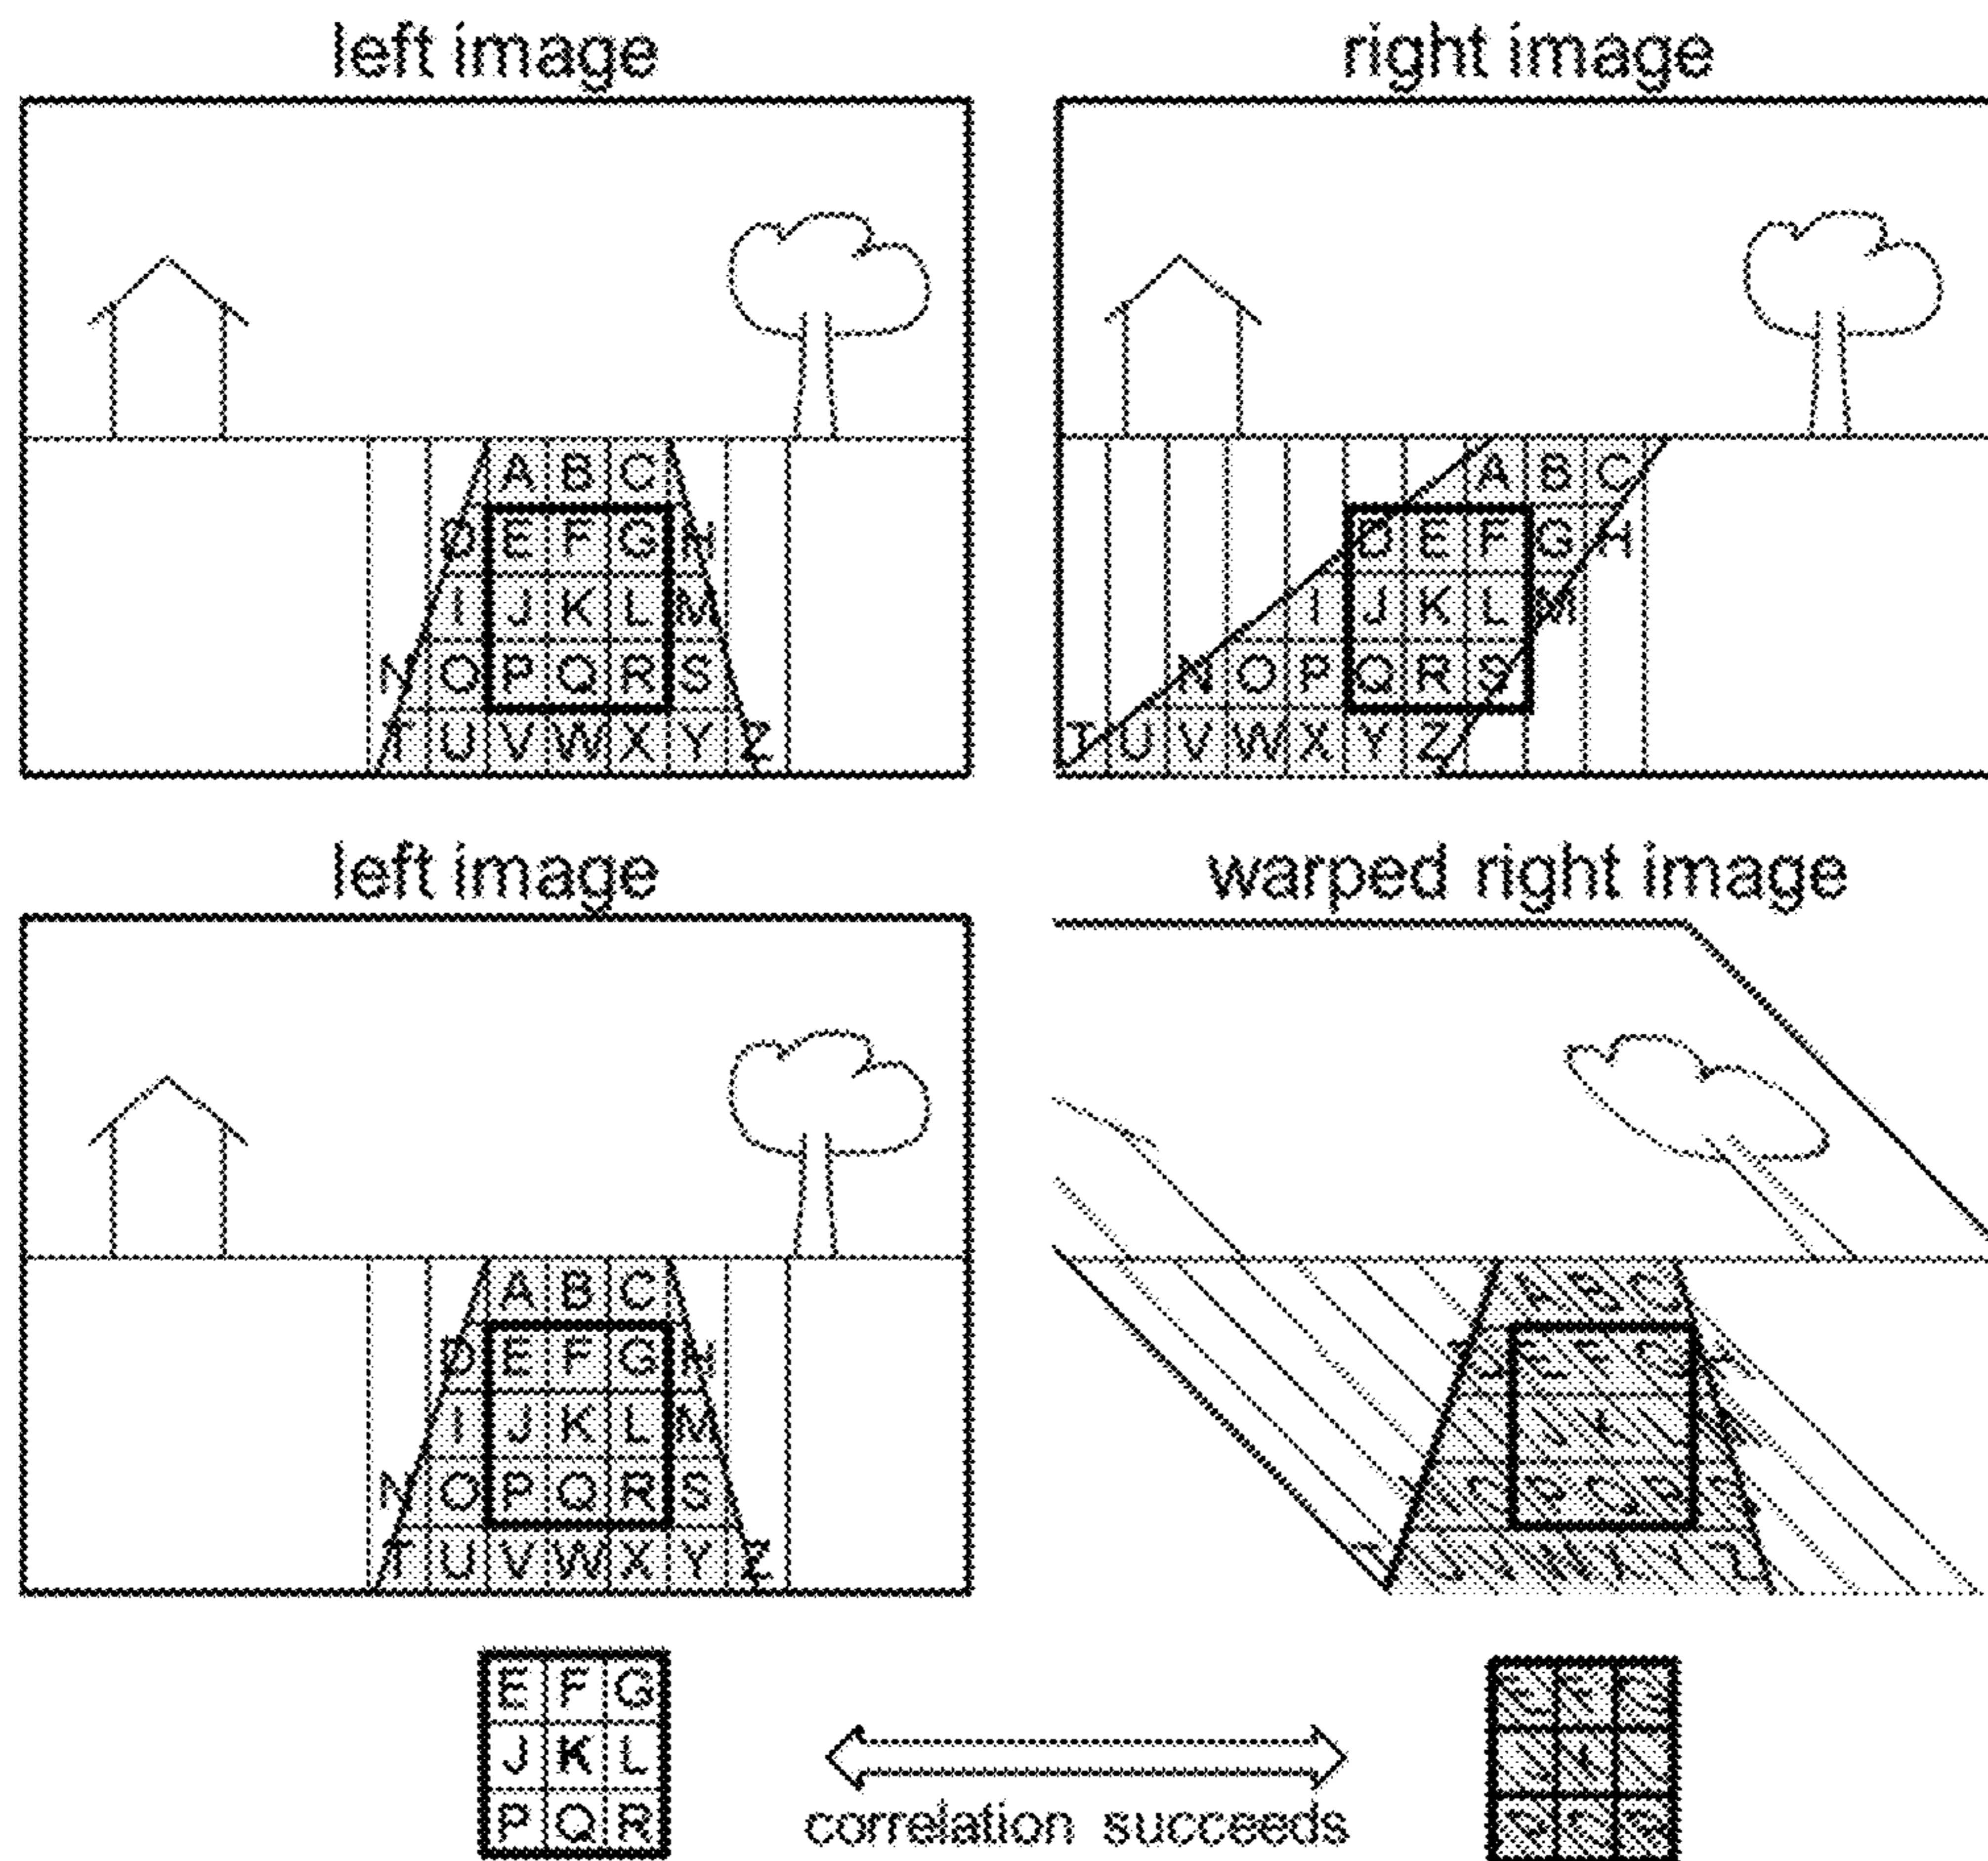 left image
right image
A B C
D E F G H
I J K L M
N O P Q R S
T U V W X Y Z
A B C
D E F G H
I J K L M
N O P Q R S
T U V W X Y Z
left image
warped right image
A B C
D E F G H
I J K L M
N O P Q R S
T U V W X Y Z
E F G
J K L
P Q R
correlation succeeds